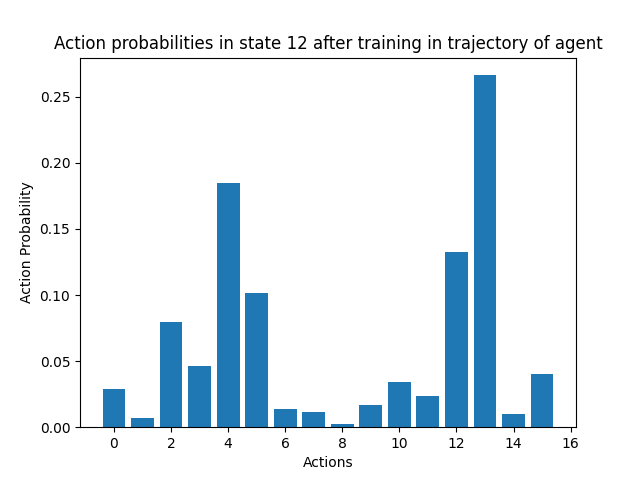 Action probabilities in state 12 after training in trajectory of agent
0.25
0.20
0.15
0.10
0.05
0.00
Action Probability
0 2 4 6 8 10 12 14 16
Actions